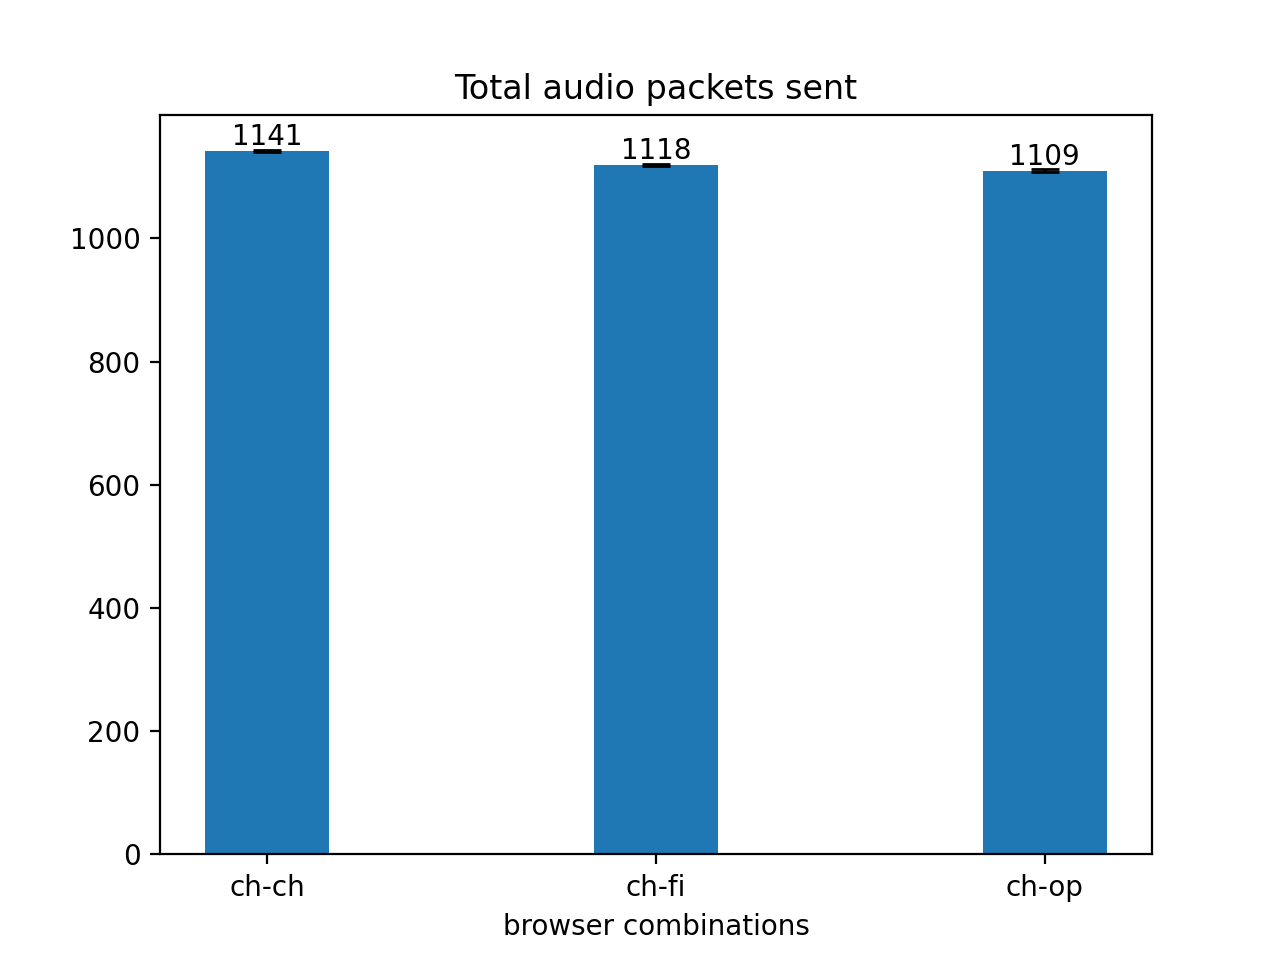 Total audio packets sent
1141
1118
1109
1000
800
600
400
200
0
ch-ch
ch-fi
ch-op
browser combinations